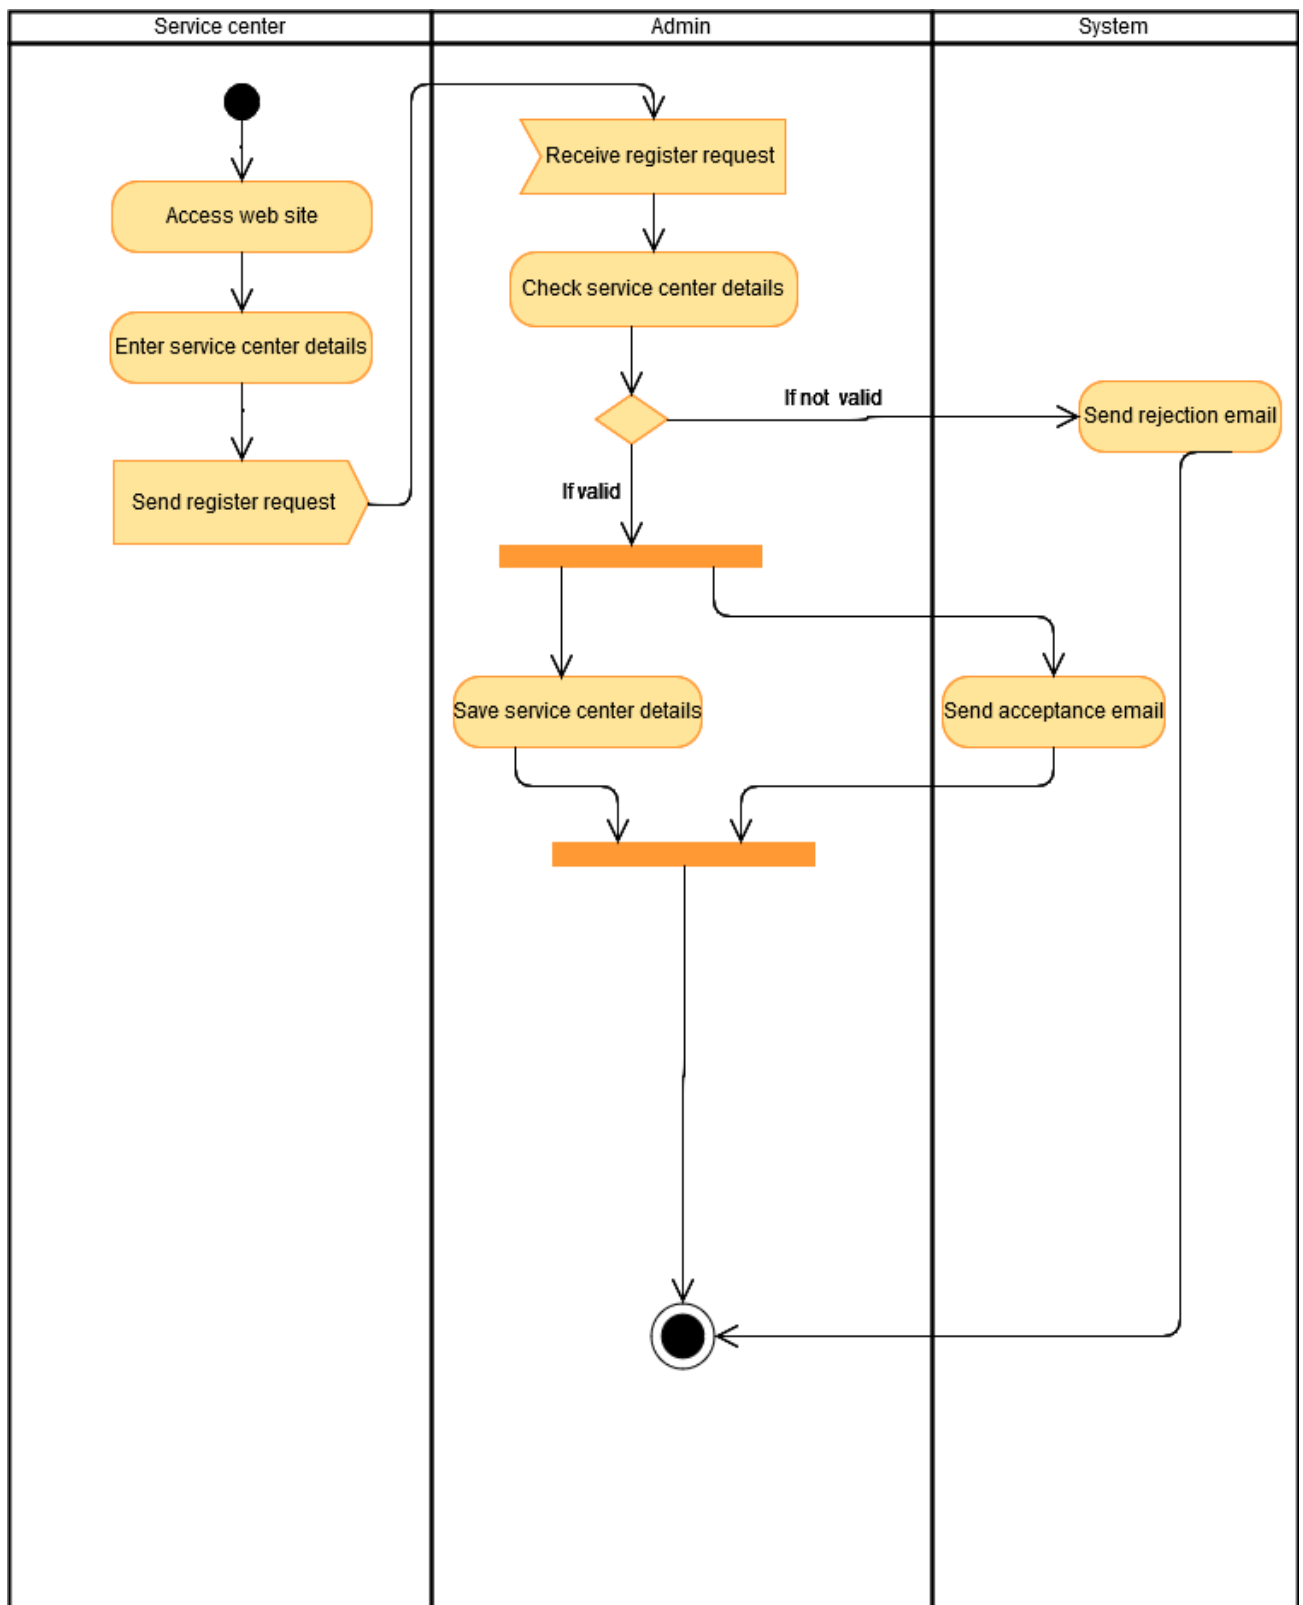 Service center
Admin
System
Receive register request
Access web site
Check service center details
Enter service center details
If not  valid
Send rejection email
If valid
Send register request
Save service center details
Send acceptance email